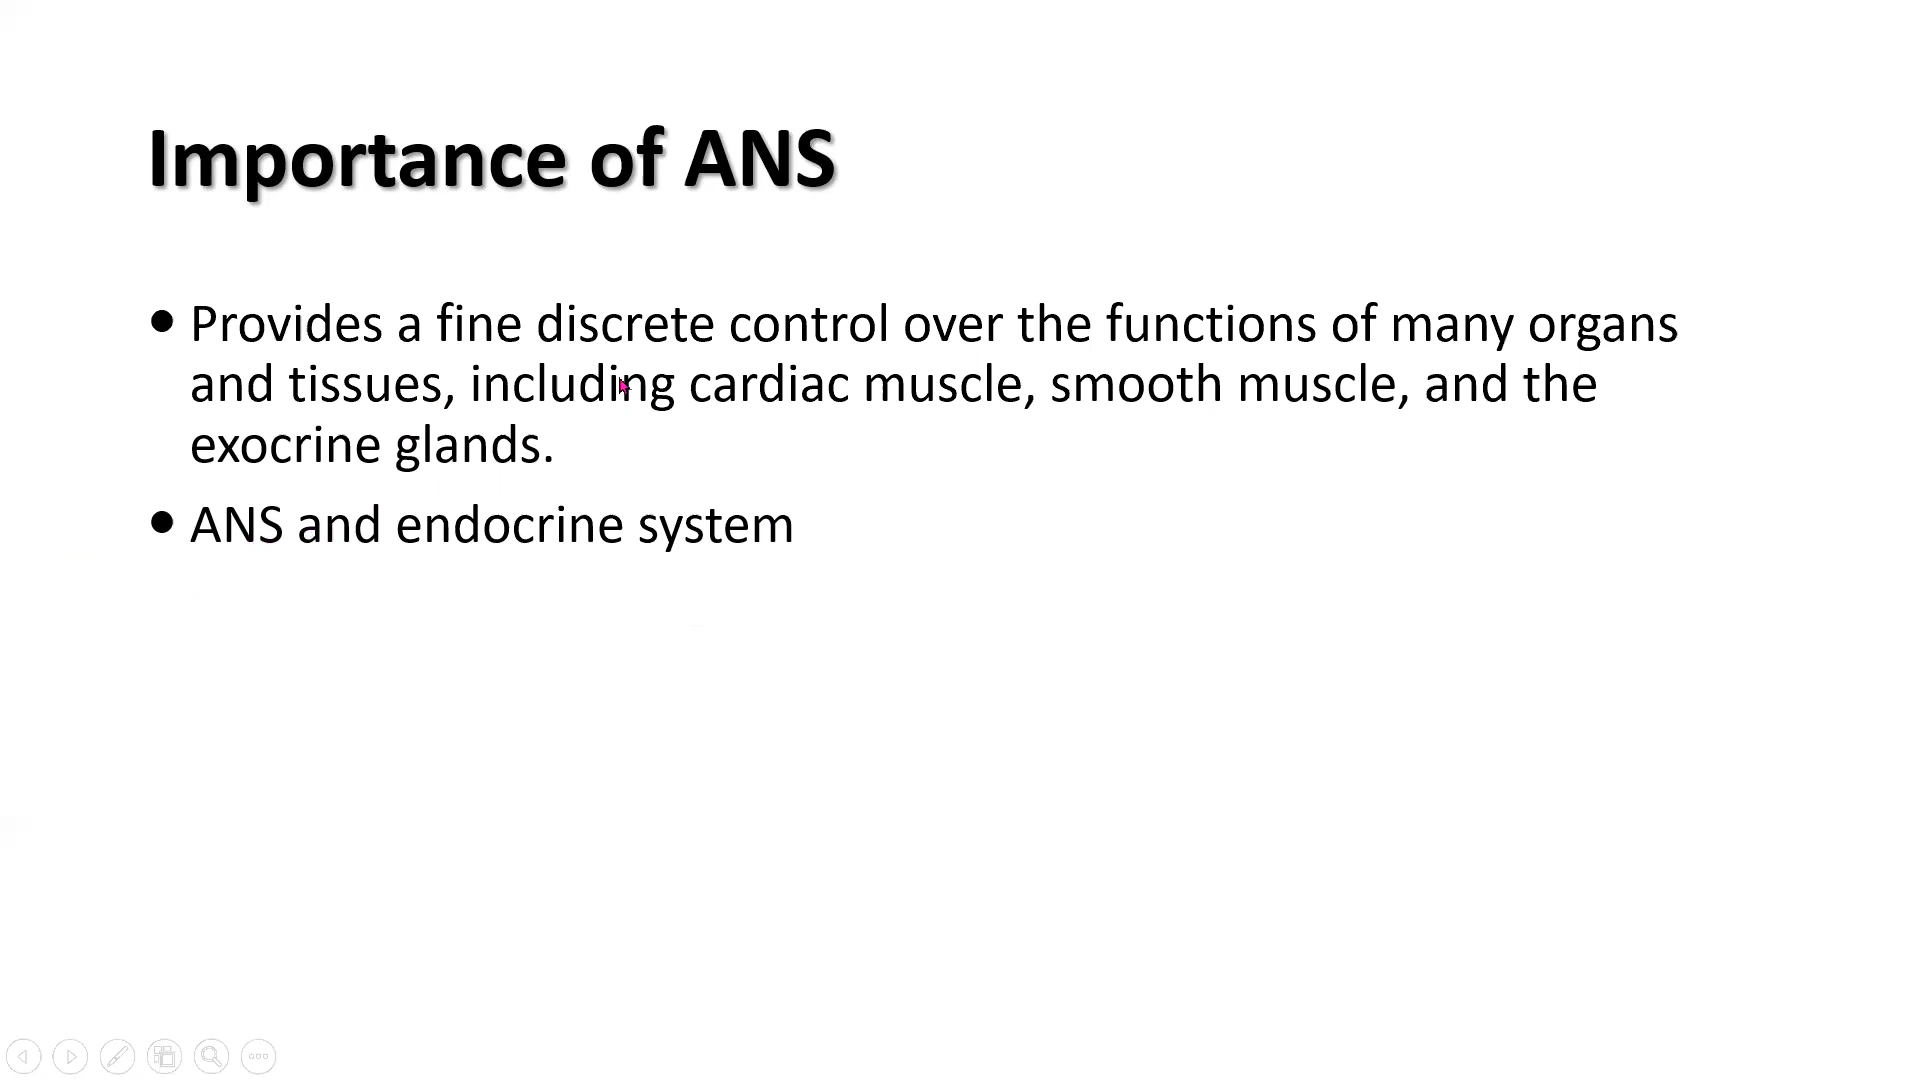 Importance of ANS
• Provides a fine discrete control over the functions of many organs
and tissues, including cardiac muscle, smooth muscle, and the
exocrine glands.
• ANS and endocrine system